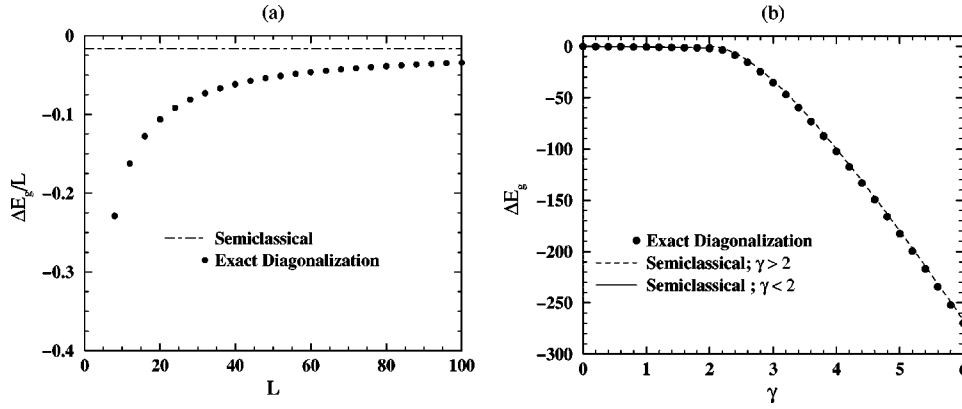 (a)
0
−0.1
−0.2
−0.3
−0.4
ΔE_g/L
Semiclassical
Exact Diagonalization
0 20 40 60 80 100
L
(b)
0
−50
−100
−150
−200
−250
−300
ΔE_g
Exact Diagonalization
Semiclassical; γ > 2
Semiclassical ; γ < 2
0 1 2 3 4 5 6
γ